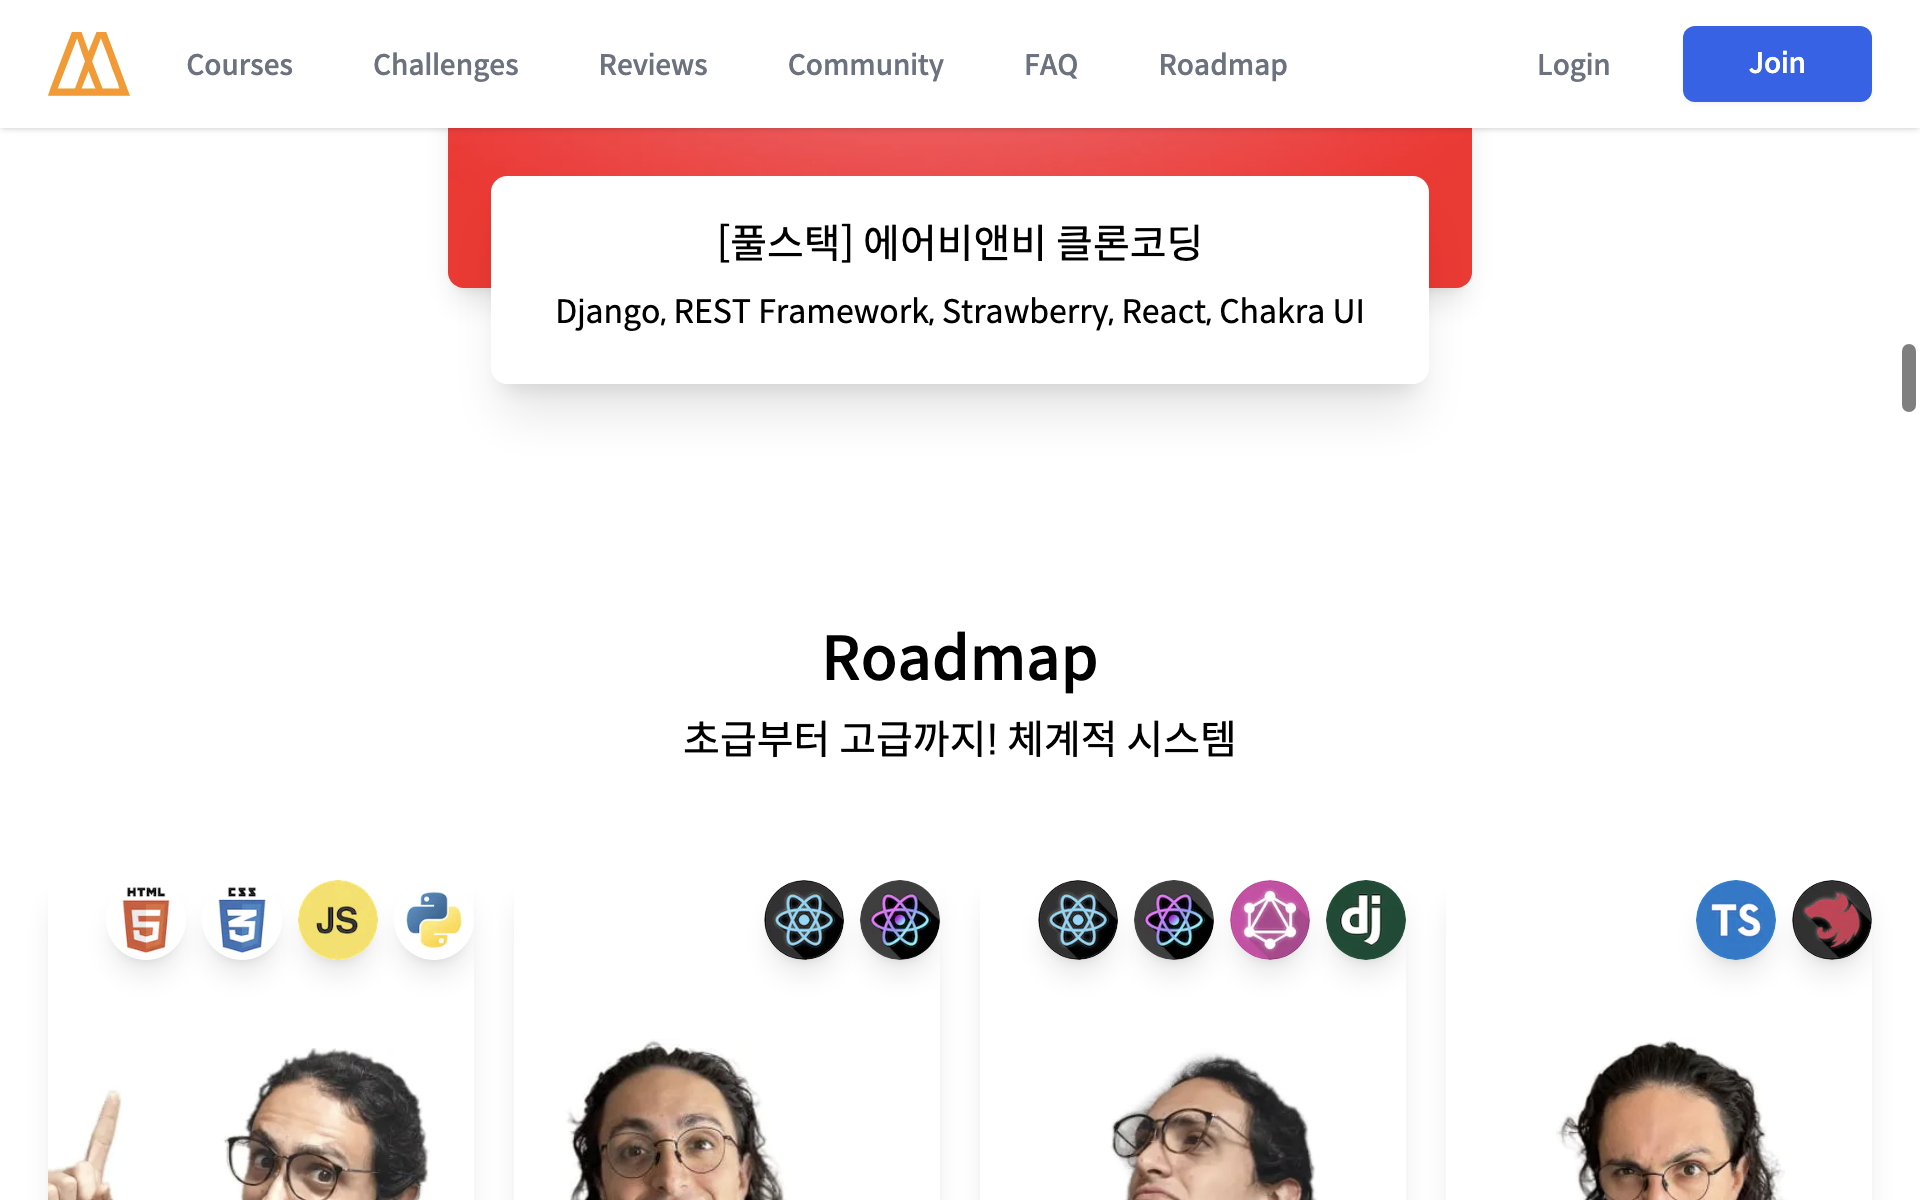 Courses Challenges Reviews Community FAQ Roadmap Login Join
[풀스택] 에어비앤비 클론코딩
Django, REST Framework, Strawberry, React, Chakra UI
Roadmap
초급부터 고급까지! 체계적 시스템
HTML 5 CSS 3 JS dj TS